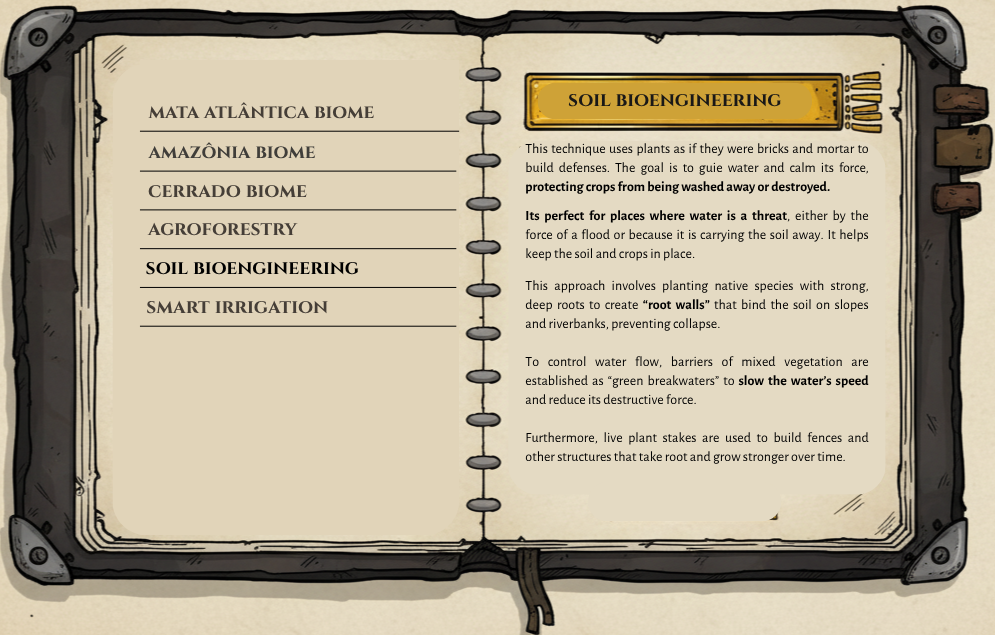 MATA ATLÂNTICA BIOME
AMAZÔNIA BIOME
CERRADO BIOME
AGROFORESTRY
SOIL BIOENGINEERING
SMART IRRIGATION
SOIL BIOENGINEERING
This technique uses plants as if they were bricks and mortar to
build defenses. The goal is to guie water and calm its force,
protecting crops from being washed away or destroyed.
Its perfect for places where water is a threat, either by the
force of a flood or because it is carrying the soil away. It helps
keep the soil and crops in place.
This approach involves planting native species with strong,
deep roots to create “root walls” that bind the soil on slopes
and riverbanks, preventing collapse.
To control water flow, barriers of mixed vegetation are
established as “green breakwaters” to slow the water’s speed
and reduce its destructive force.
Furthermore, live plant stakes are used to build fences and
other structures that take root and grow stronger over time.